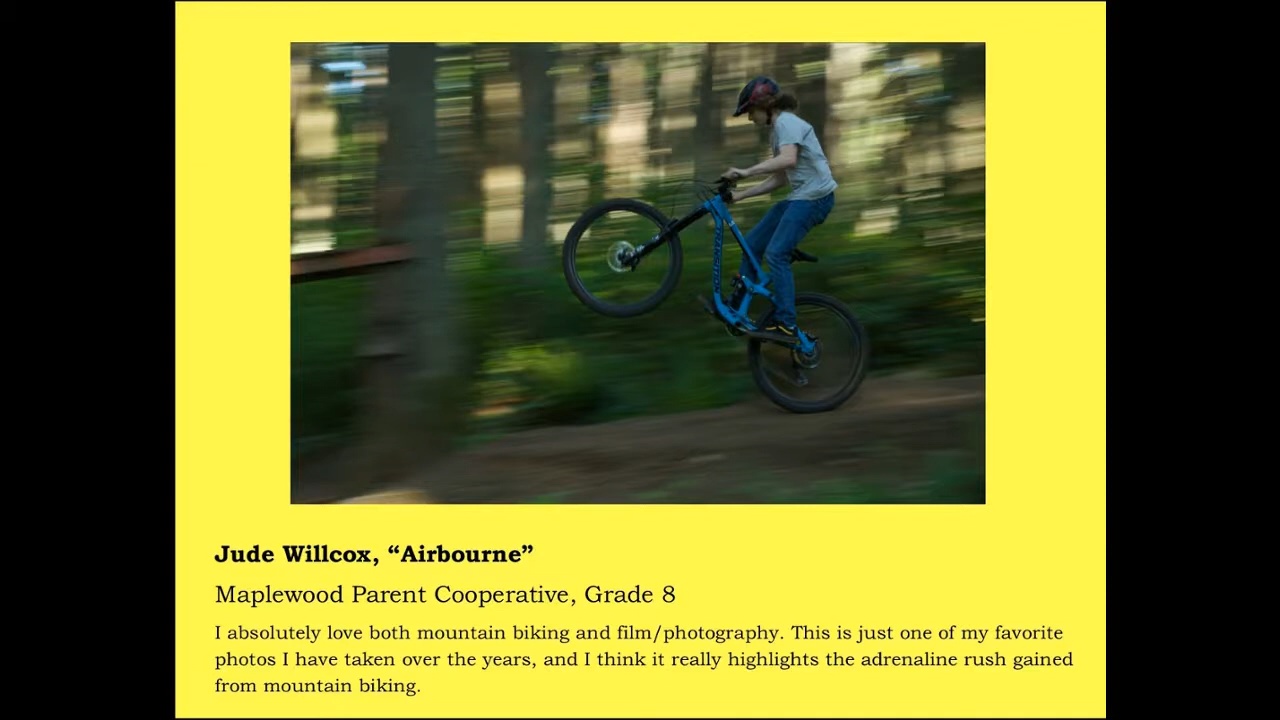 Jude Willcox, “Airbourne”
Maplewood Parent Cooperative, Grade 8
I absolutely love both mountain biking and film/photography. This is just one of my favorite
photos I have taken over the years, and I think it really highlights the adrenaline rush gained
from mountain biking.